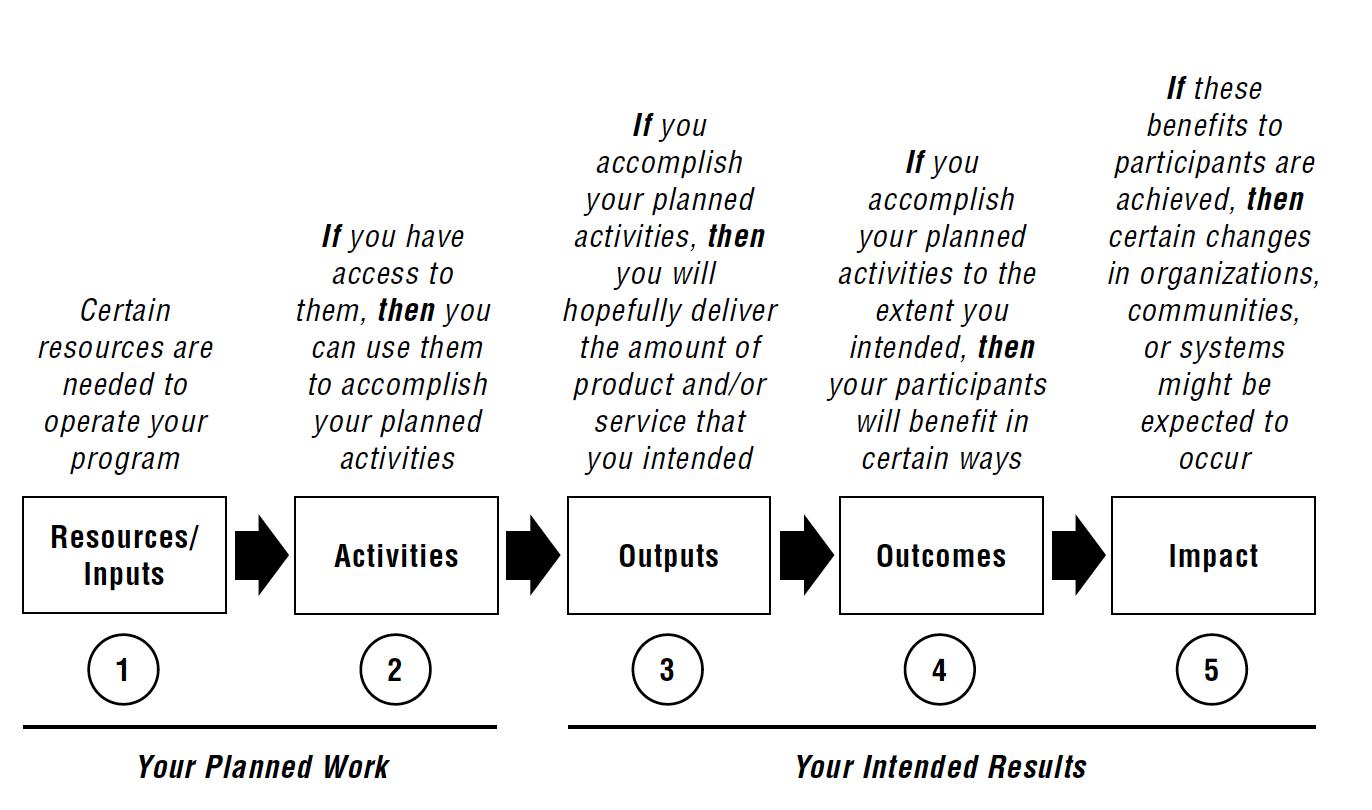 Certain
resources are
needed to
operate your
program
If you have
access to
them, then you
can use them
to accomplish
your planned
activities
If you
accomplish
your planned
activities, then
you will
hopefully deliver
the amount of
product and/or
service that
you intended
If you
accomplish
your planned
activities to the
extent you
intended, then
your participants
will benefit in
certain ways
If these
benefits to
participants are
achieved, then
certain changes
in organizations,
communities,
or systems
might be
expected to
occur
Resources/
Inputs
Activities
Outputs
Outcomes
Impact
1
2
3
4
5
Your Planned Work
Your Intended Results